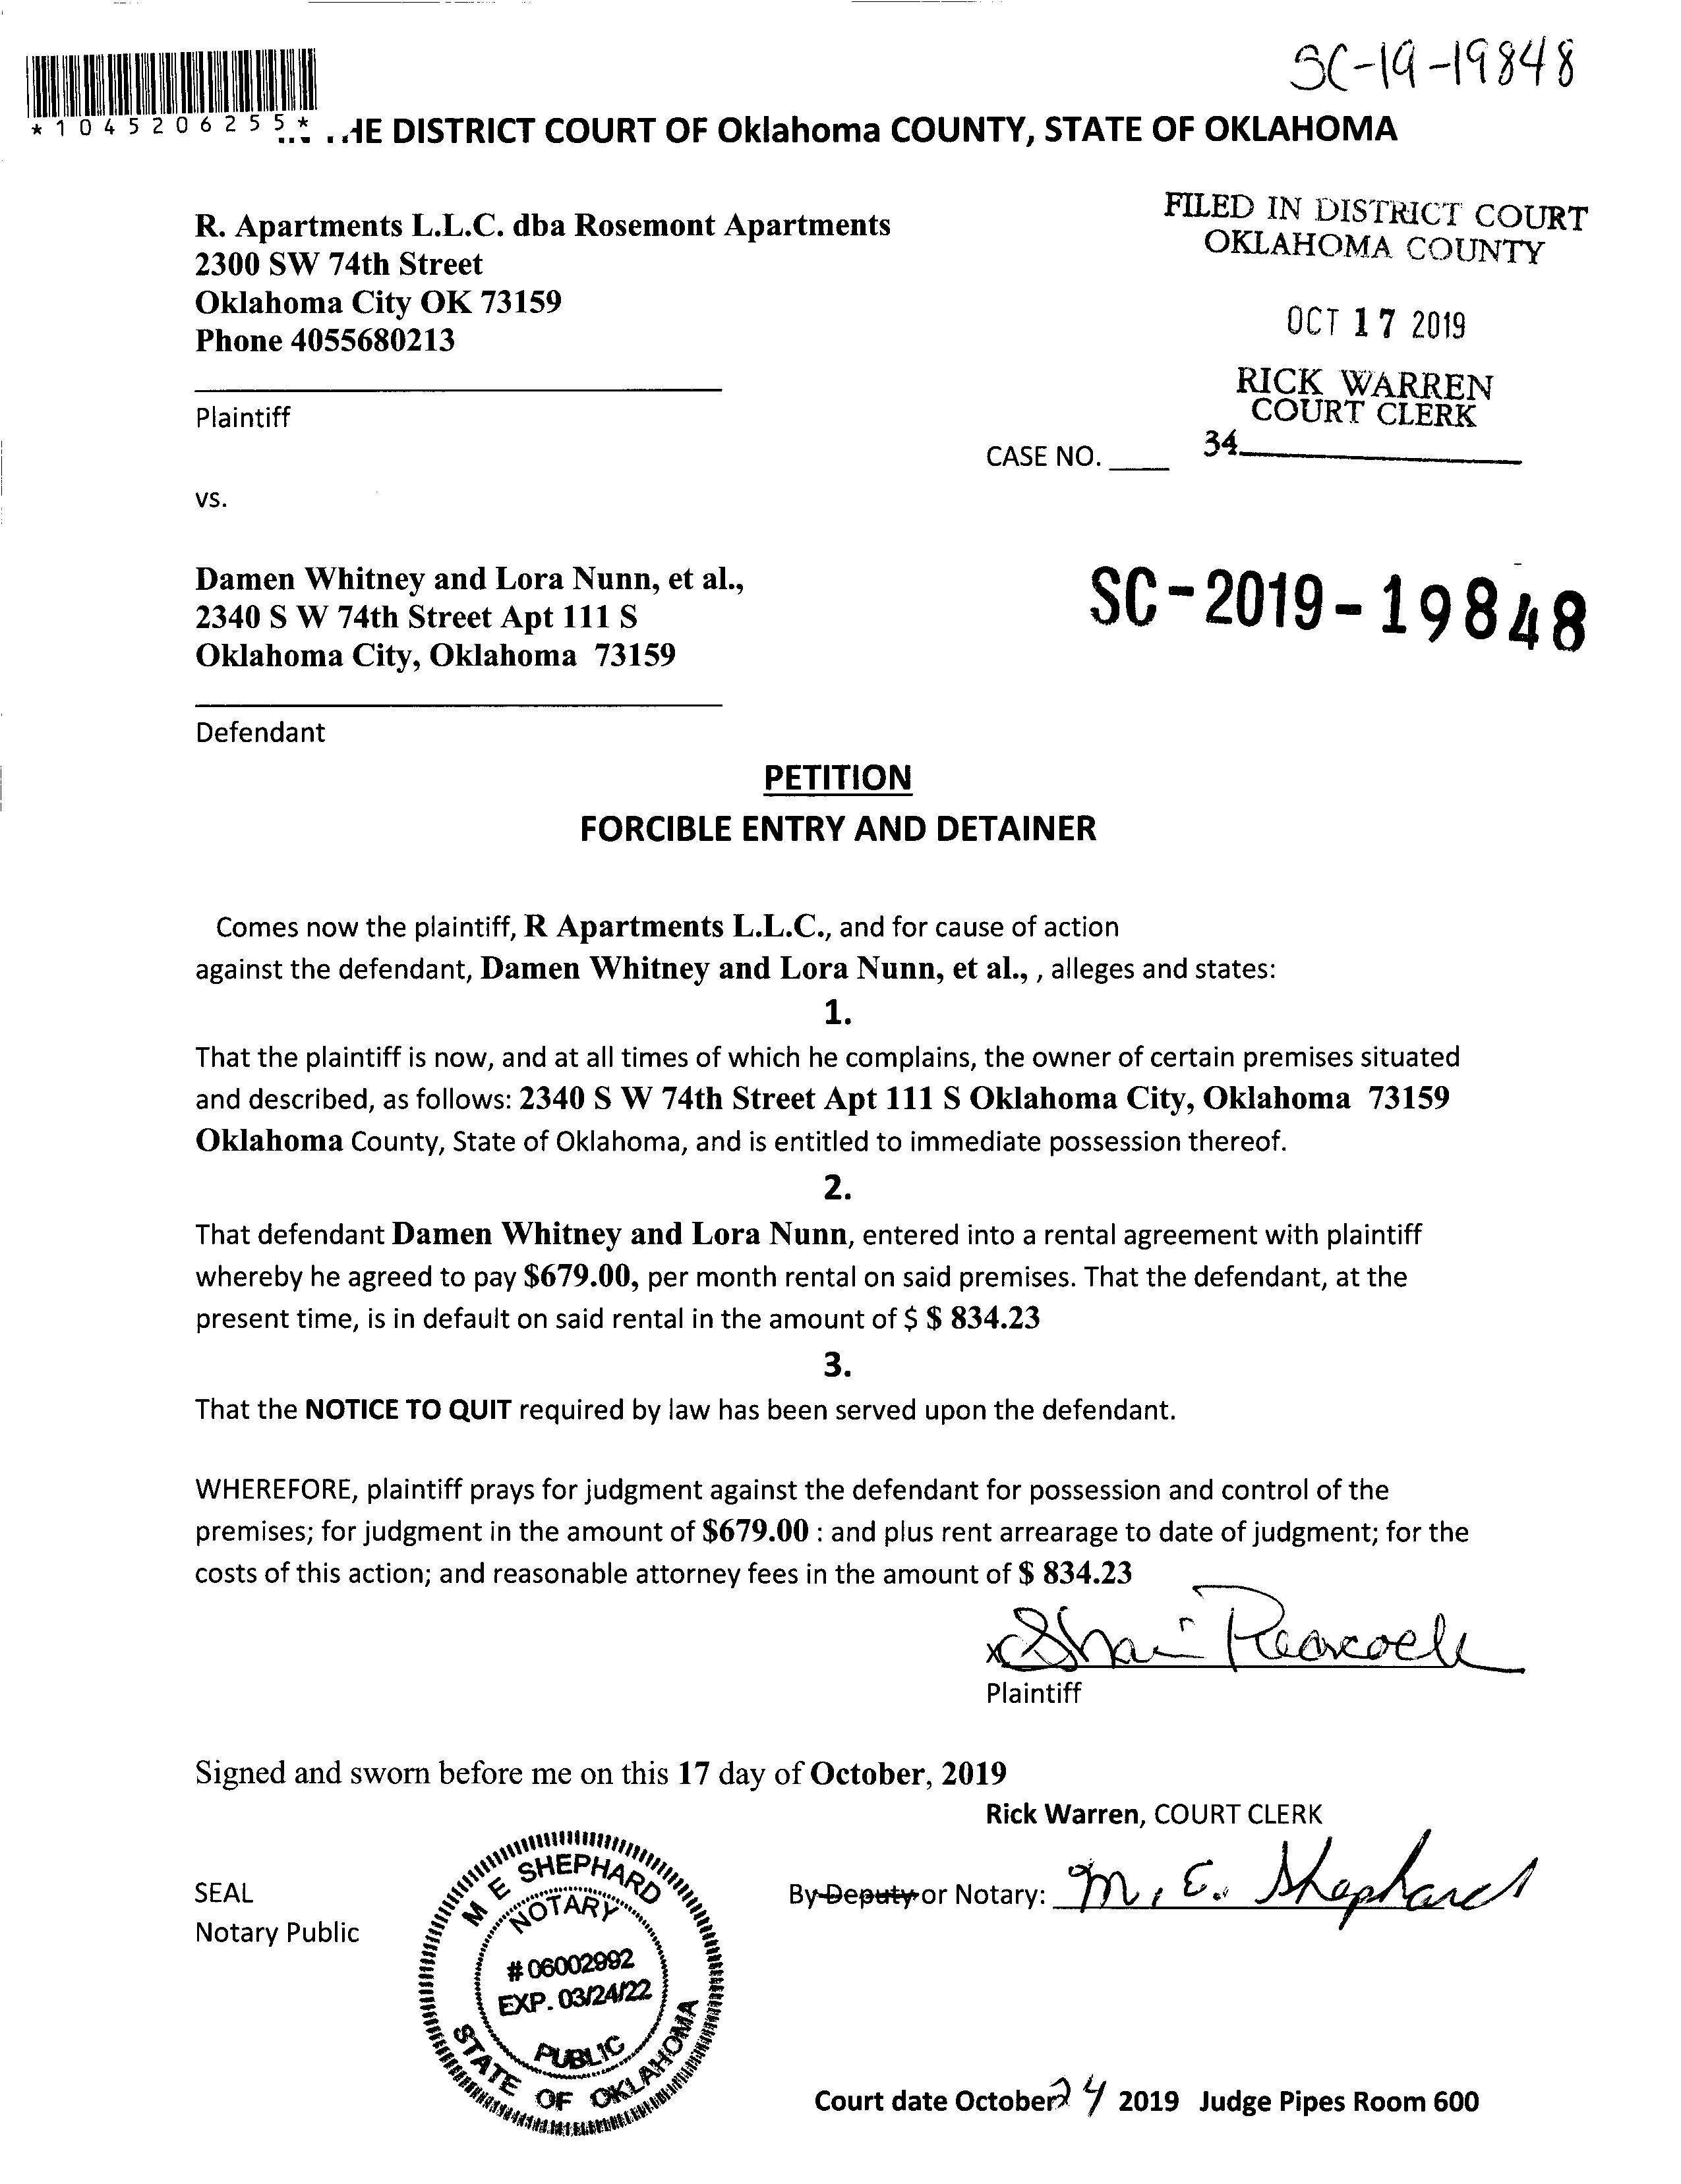 SC-19-19848
*1045206255*
HE DISTRICT COURT OF Oklahoma COUNTY, STATE OF OKLAHOMA
R. Apartments L.L.C. dba Rosemont Apartments
2300 SW 74th Street
Oklahoma City OK 73159
Phone 4055680213
Plaintiff
FILED IN DISTRICT COURT
OKLAHOMA COUNTY
OCT 17 2019
RICK WARREN
COURT CLERK
34
CASE NO.
vs.
Damen Whitney and Lora Nunn, et al.,
2340 S W 74th Street Apt 111 S
Oklahoma City, Oklahoma 73159
Defendant
SC-2019-19848
PETITION
FORCIBLE ENTRY AND DETAINER
Comes now the plaintiff, R Apartments L.L.C., and for cause of action
against the defendant, Damen Whitney and Lora Nunn, et al., , alleges and states:
1.
That the plaintiff is now, and at all times of which he complains, the owner of certain premises situated
and described, as follows: 2340 S W 74th Street Apt 111 S Oklahoma City, Oklahoma 73159
Oklahoma County, State of Oklahoma, and is entitled to immediate possession thereof.
2.
That defendant Damen Whitney and Lora Nunn, entered into a rental agreement with plaintiff
whereby he agreed to pay $679.00, per month rental on said premises. That the defendant, at the
present time, is in default on said rental in the amount of $ $ 834.23
3.
That the NOTICE TO QUIT required by law has been served upon the defendant.
WHEREFORE, plaintiff prays for judgment against the defendant for possession and control of the
premises; for judgment in the amount of $679.00 : and plus rent arrearage to date of judgment; for the
costs of this action; and reasonable attorney fees in the amount of $ 834.23
x Shari Peacock
Plaintiff
Signed and sworn before me on this 17 day of October, 2019
Rick Warren, COURT CLERK
SEAL
Notary Public
M E SHEPHARD
NOTARY
# 06002992
EXP. 03/24/22
PUBLIC
STATE OF OKLAHOMA
By Deputy or Notary: M. E. Shephard
Court date October 24 2019 Judge Pipes Room 600